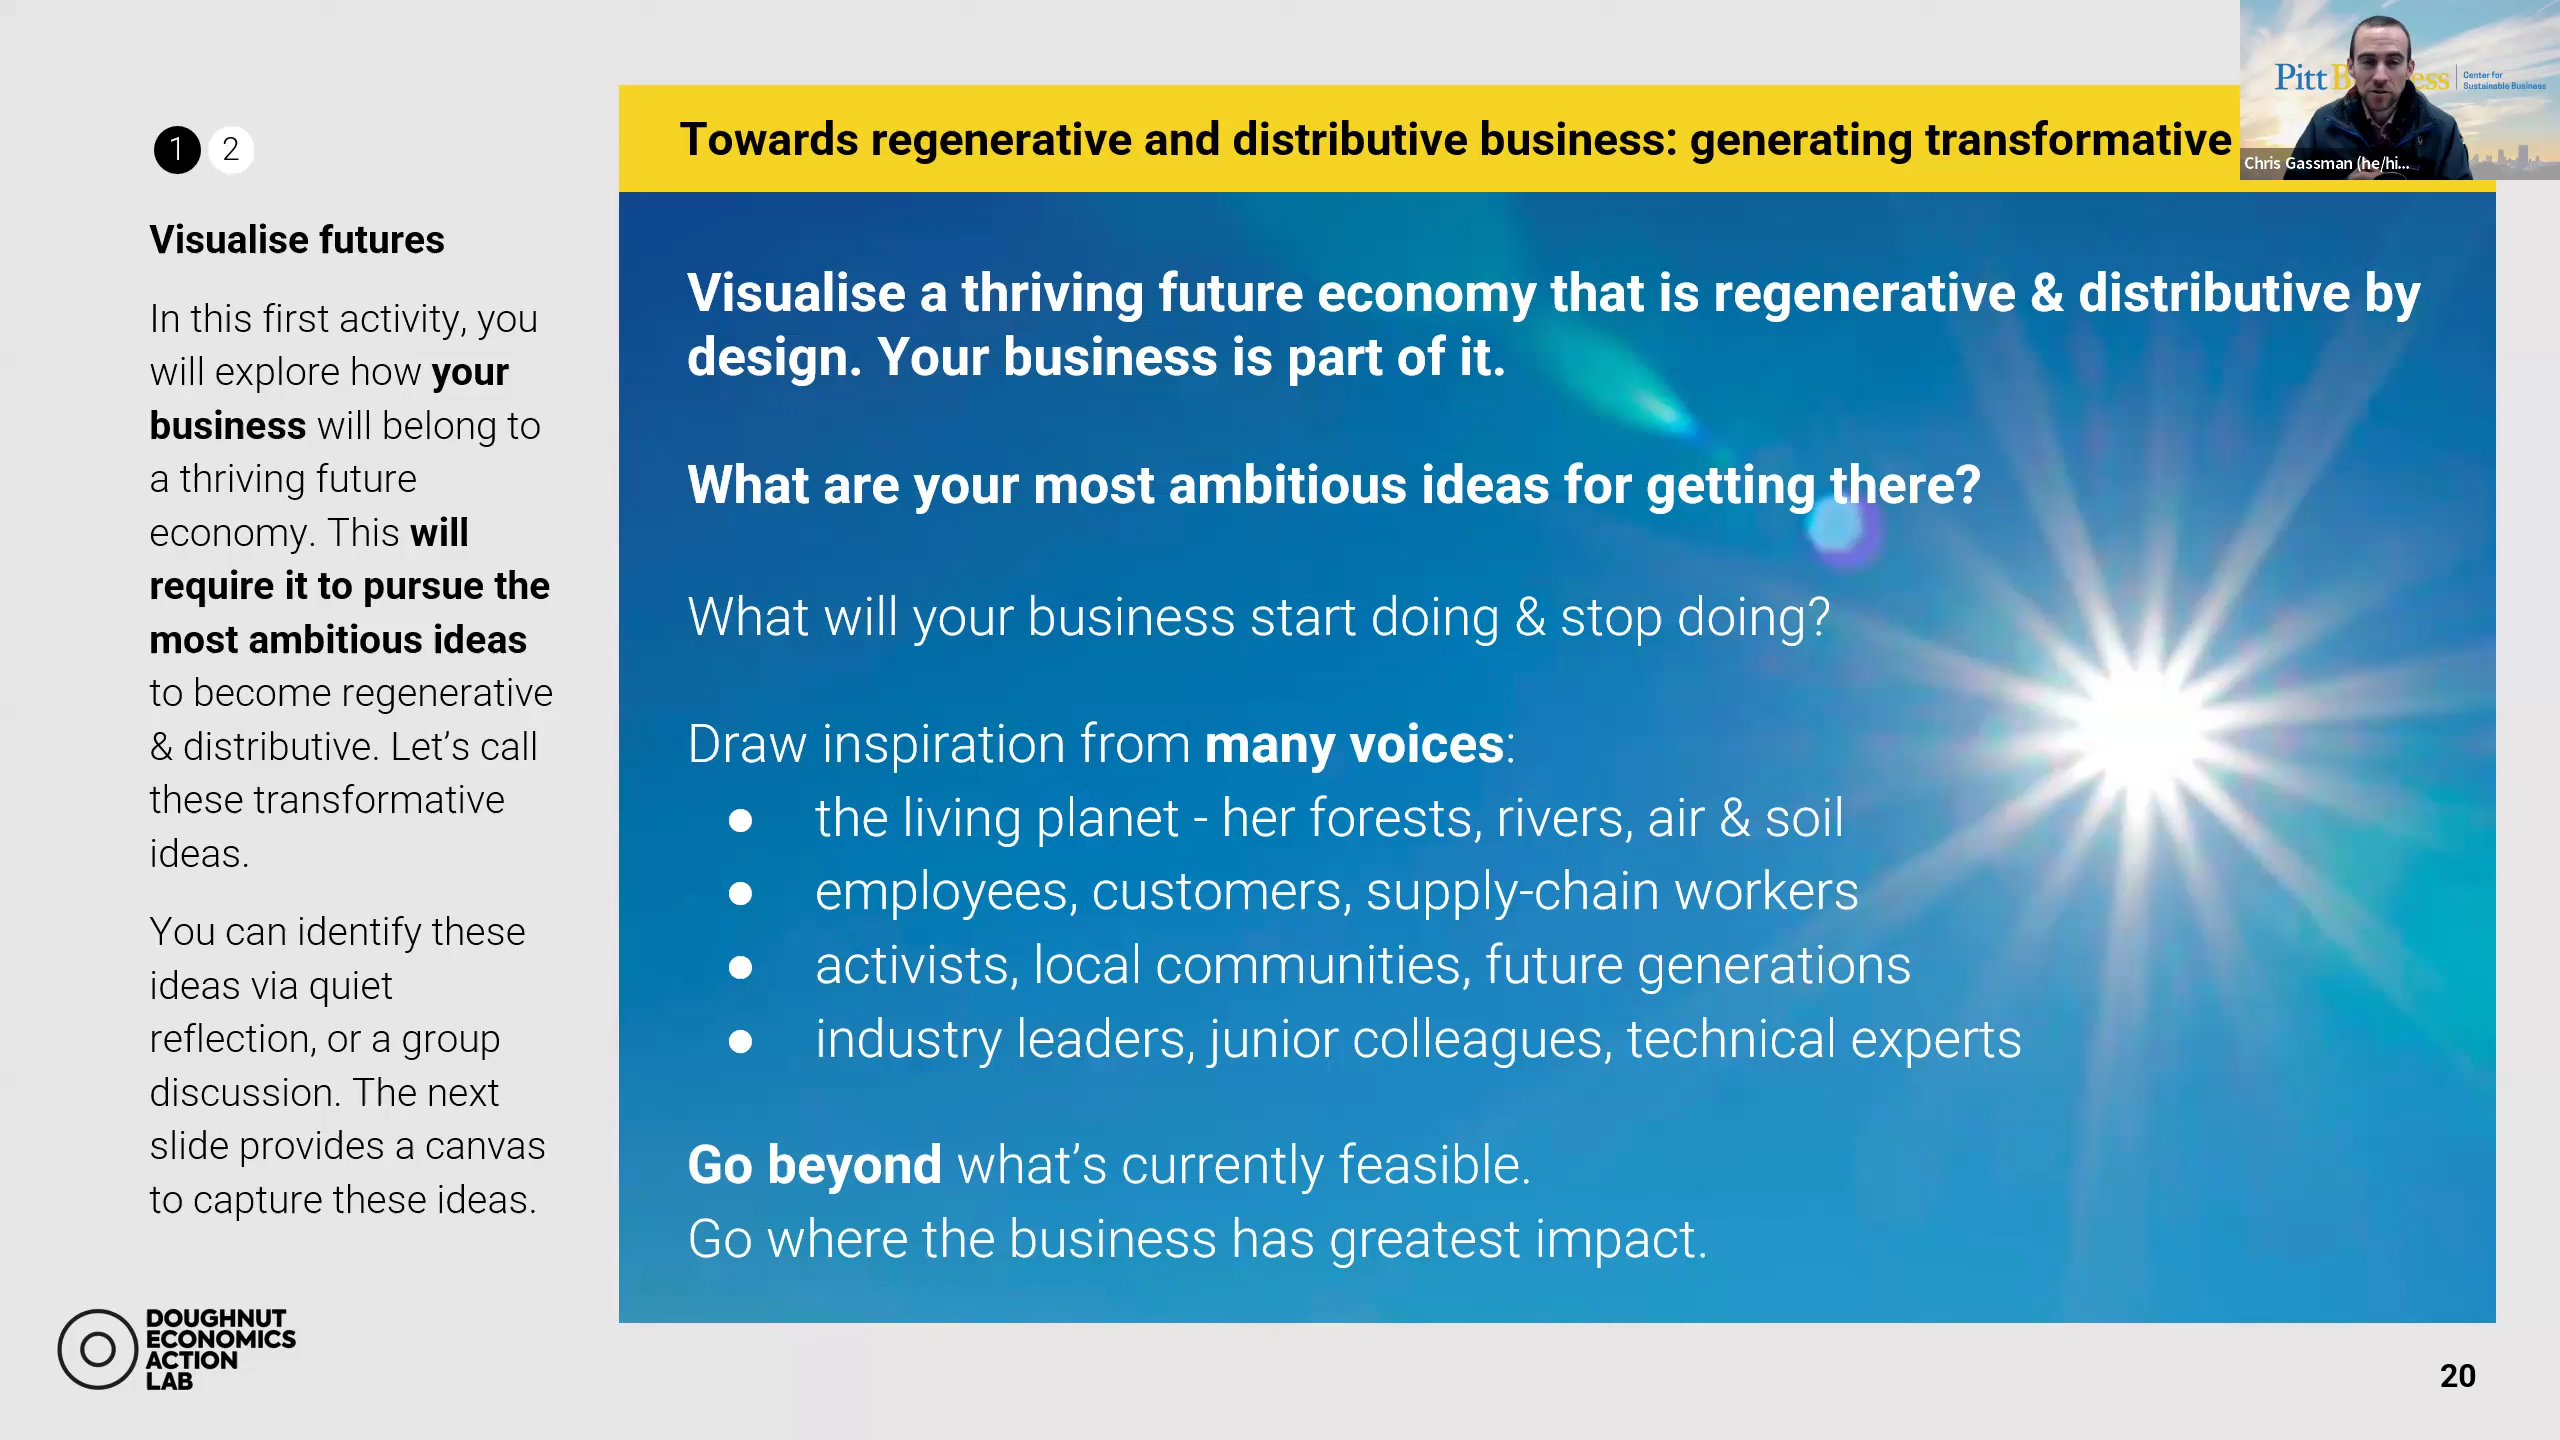 1 2
Visualise futures
In this first activity, you
will explore how your
business will belong to
a thriving future
economy. This will
require it to pursue the
most ambitious ideas
to become regenerative
& distributive. Let’s call
these transformative
ideas.
You can identify these
ideas via quiet
reflection, or a group
discussion. The next
slide provides a canvas
to capture these ideas.
DOUGHNUT
ECONOMICS
ACTION
LAB
Towards regenerative and distributive business: generating transformative
Visualise a thriving future economy that is regenerative & distributive by
design. Your business is part of it.
What are your most ambitious ideas for getting there?
What will your business start doing & stop doing?
Draw inspiration from many voices:
● the living planet - her forests, rivers, air & soil
● employees, customers, supply-chain workers
● activists, local communities, future generations
● industry leaders, junior colleagues, technical experts
Go beyond what’s currently feasible.
Go where the business has greatest impact.
20
Pitt B ess
Center for
Sustainable Business
Chris Gassman (he/hi...